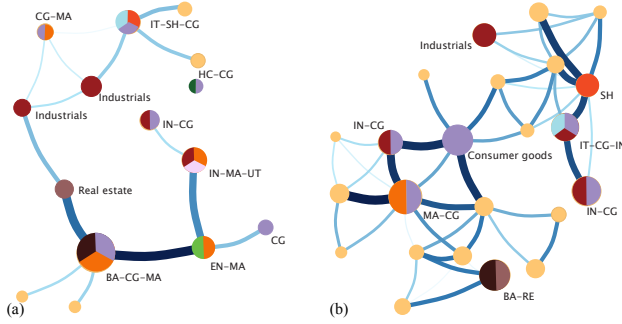 CG-MA
IT-SH-CG
HC-CG
Industrials
Industrials
IN-CG
IN-MA-UT
Real estate
CG
EN-MA
BA-CG-MA
(a)
Industrials
SH
IN-CG
IT-CG-IN
Consumer goods
MA-CG
IN-CG
BA-RE
(b)